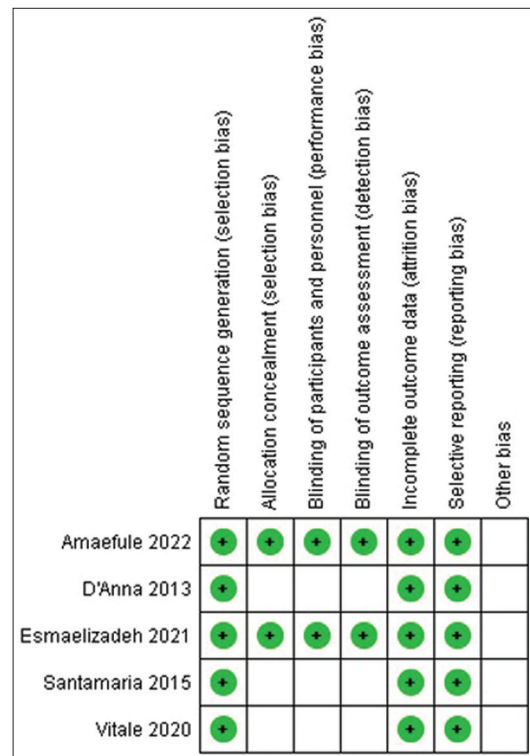 Random sequence generation (selection bias)
Allocation concealment (selection bias)
Blinding of participants and personnel (performance bias)
Blinding of outcome assessment (detection bias)
Incomplete outcome data (attrition bias)
Selective reporting (reporting bias)
Other bias
Amaefule 2022 + + + + + +
D'Anna 2013 + + +
Esmaelizadeh 2021 + + + + + +
Santamaria 2015 + + +
Vitale 2020 + + +